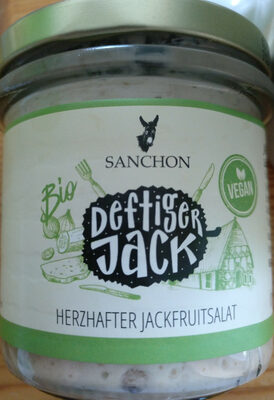 SANCHON
Bio
VEGAN
DEFTIGER
JACK
HERZHAFTER JACKFRUITSALAT